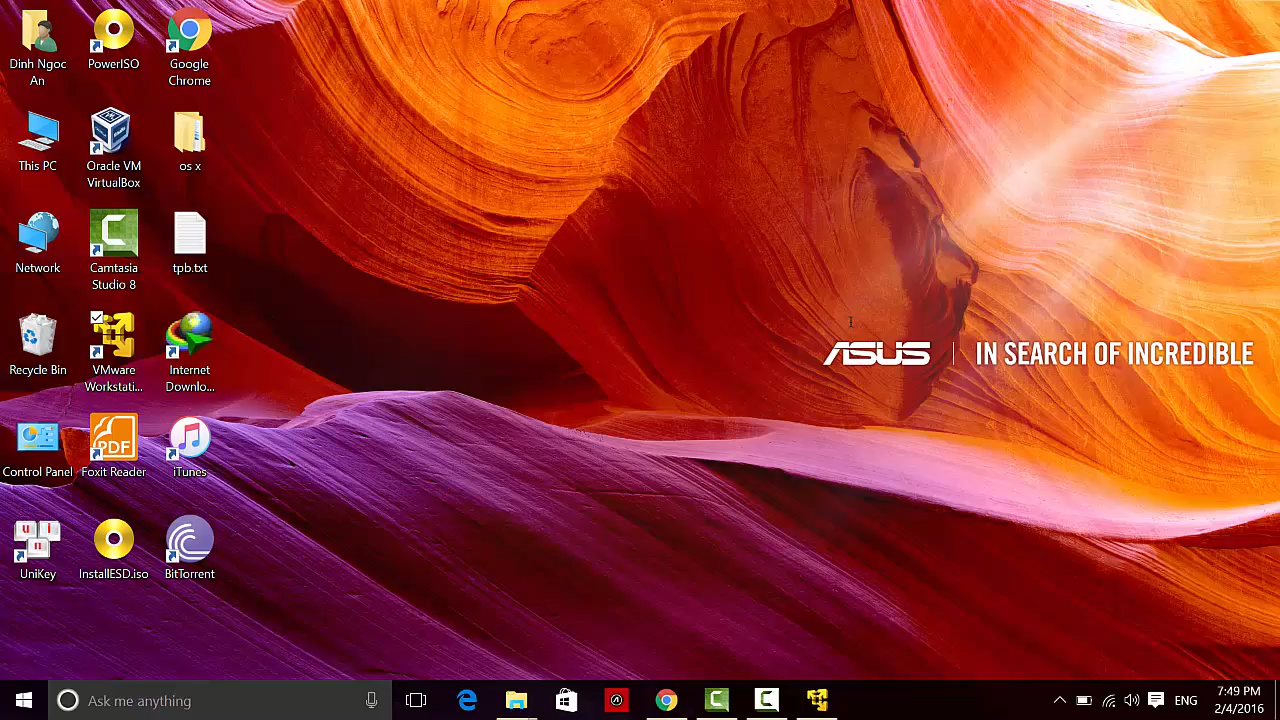 Dinh Ngoc
An
PowerISO
Google
Chrome
This PC
Oracle VM
VirtualBox
os x
Network
Camtasia
Studio 8
tpb.txt
Recycle Bin
VMware
Workstati...
Internet
Downlo...
Control Panel
PDF
Foxit Reader
iTunes
u i
n
UniKey
InstallESD.iso
BitTorrent
ASUS
IN SEARCH OF INCREDIBLE
Ask me anything
ENG
7:49 PM
2/4/2016